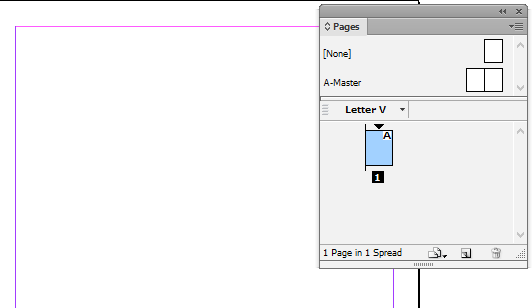 Pages
[None]
A-Master
Letter V
A
1
1 Page in 1 Spread